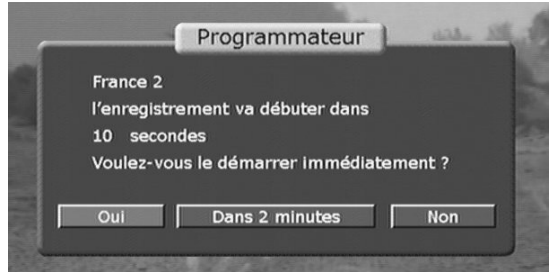 Programmateur
France 2
l'enregistrement va débuter dans
10 secondes
Voulez-vous le démarrer immédiatement ?
Oui Dans 2 minutes Non